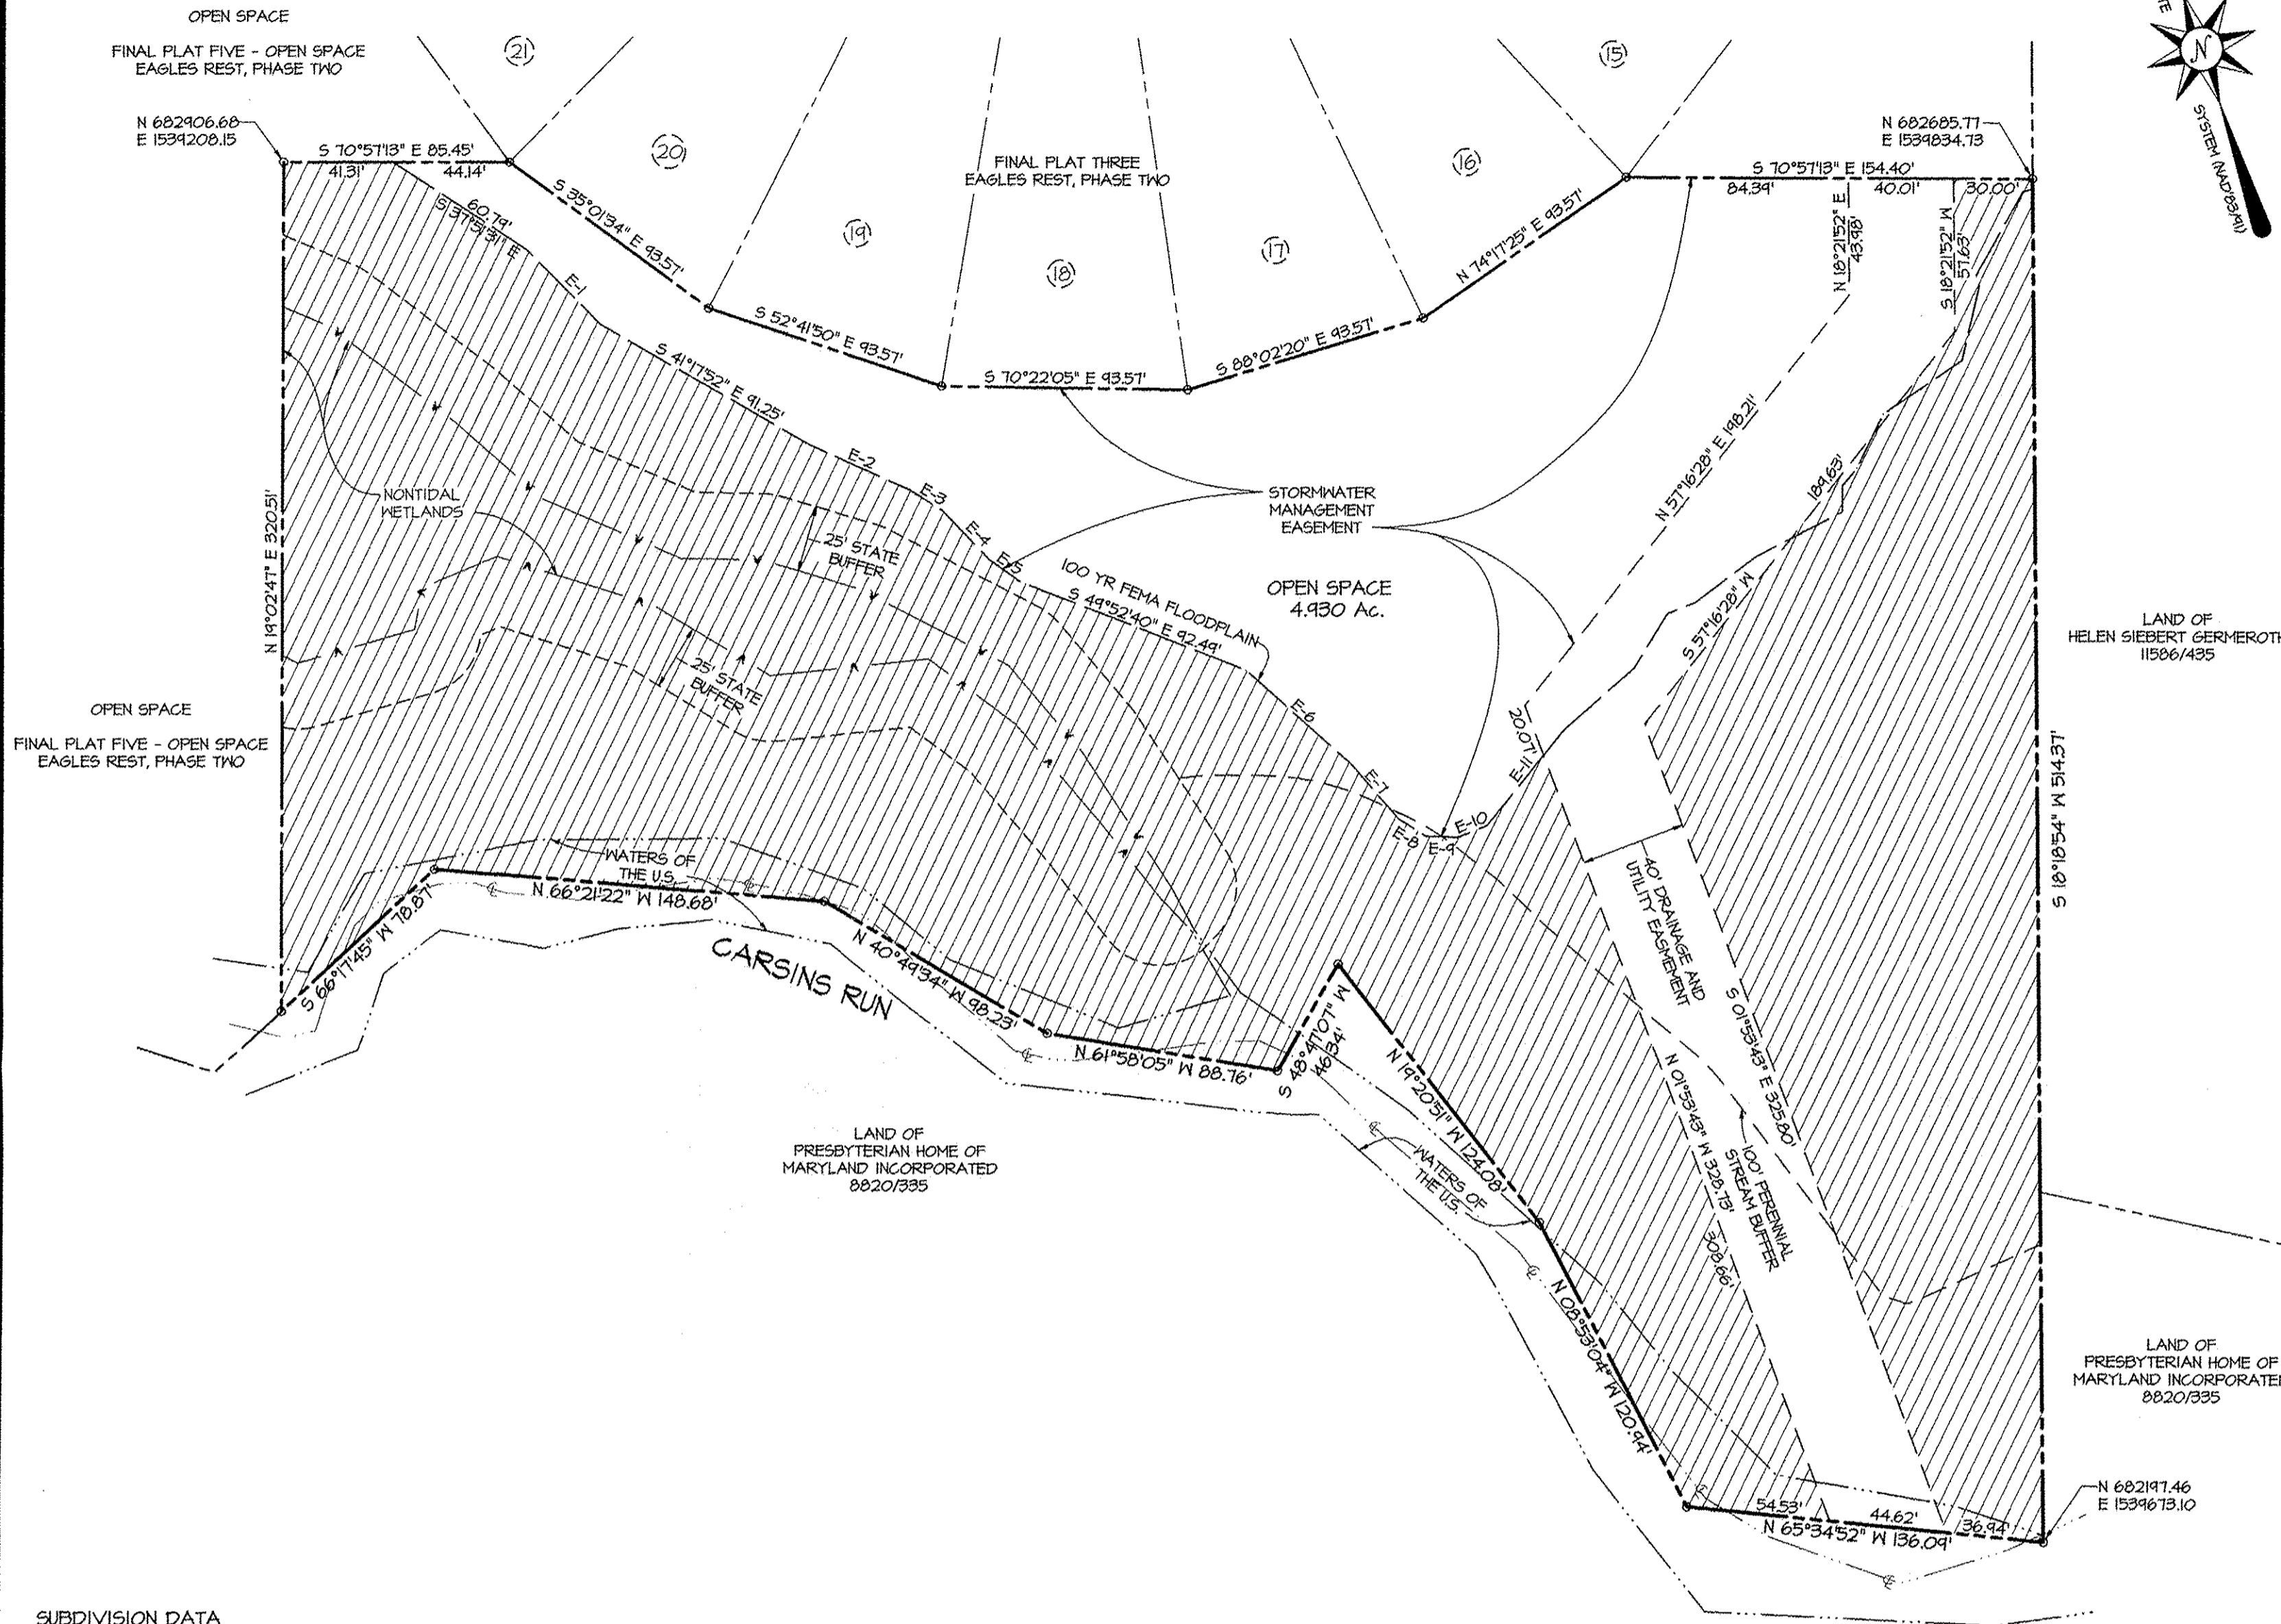 OPEN SPACE
FINAL PLAT FIVE - OPEN SPACE
EAGLES REST, PHASE TWO
N 682906.68
E 1539208.15
S 70°57'13" E 85.45'
41.31'
44.14'
60.79'
S 37°51'31" E
E-1
21
20
19
18
17
16
15
FINAL PLAT THREE
EAGLES REST, PHASE TWO
S 35°01'34" E 93.57'
S 52°41'50" E 93.57'
S 70°22'05" E 93.57'
S 88°02'20" E 93.57'
N 74°17'25" E 93.57'
N 682685.77
E 1539834.73
S 70°57'13" E 154.40'
84.39'
40.01'
30.00'
N 18°21'52" E
43.98'
S 18°21'52" W
57.63'
N
SYSTEM (NAD'83/91)
S 41°17'52" E 91.25'
E-2
E-3
E-4
E-5
NONTIDAL
WETLANDS
N 19°02'47" E 320.51'
25' STATE
BUFFER
25' STATE
BUFFER
STORMWATER
MANAGEMENT
EASEMENT
100 YR FEMA FLOODPLAIN
S 49°52'40" E 92.49'
OPEN SPACE
4.930 Ac.
N 57°16'28" E 198.21'
189.63'
S 57°16'28" W
LAND OF
HELEN SIEBERT GERMEROTH
11586/435
OPEN SPACE
FINAL PLAT FIVE - OPEN SPACE
EAGLES REST, PHASE TWO
E-6
E-7
E-8
E-9
E-10
E-11
20.07'
S 18°18'54" W 514.37'
WATERS OF
THE U.S.
S 66°17'45" W 78.87'
N 66°21'22" W 148.68'
CARSINS RUN
N 40°49'34" W 98.23'
N 61°58'05" W 88.76'
S 48°47'07" W
46.34'
N 19°20'51" W 124.08'
40' DRAINAGE AND
UTILITY EASMEMENT
S 01°53'43" E 325.80'
N 01°53'43" W 328.73'
308.66'
100' PERENNIAL
STREAM BUFFER
LAND OF
PRESBYTERIAN HOME OF
MARYLAND INCORPORATED
8820/335
WATERS OF
THE U.S.
N 08°53'04" W 120.94'
LAND OF
PRESBYTERIAN HOME OF
MARYLAND INCORPORATE
8820/335
N 682197.46
E 1539673.10
54.53'
44.62'
36.94'
N 65°34'52" W 136.09'
SUBDIVISION DATA